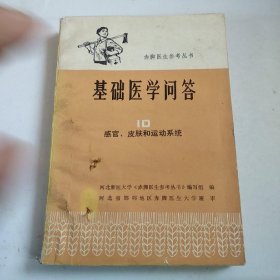 赤脚医生参考丛书
基础医学问答
10
感官、皮肤和运动系统
河北新医大学《赤脚医生参考丛书》编写组 编
河北省邯郸地区赤脚医生大学 审